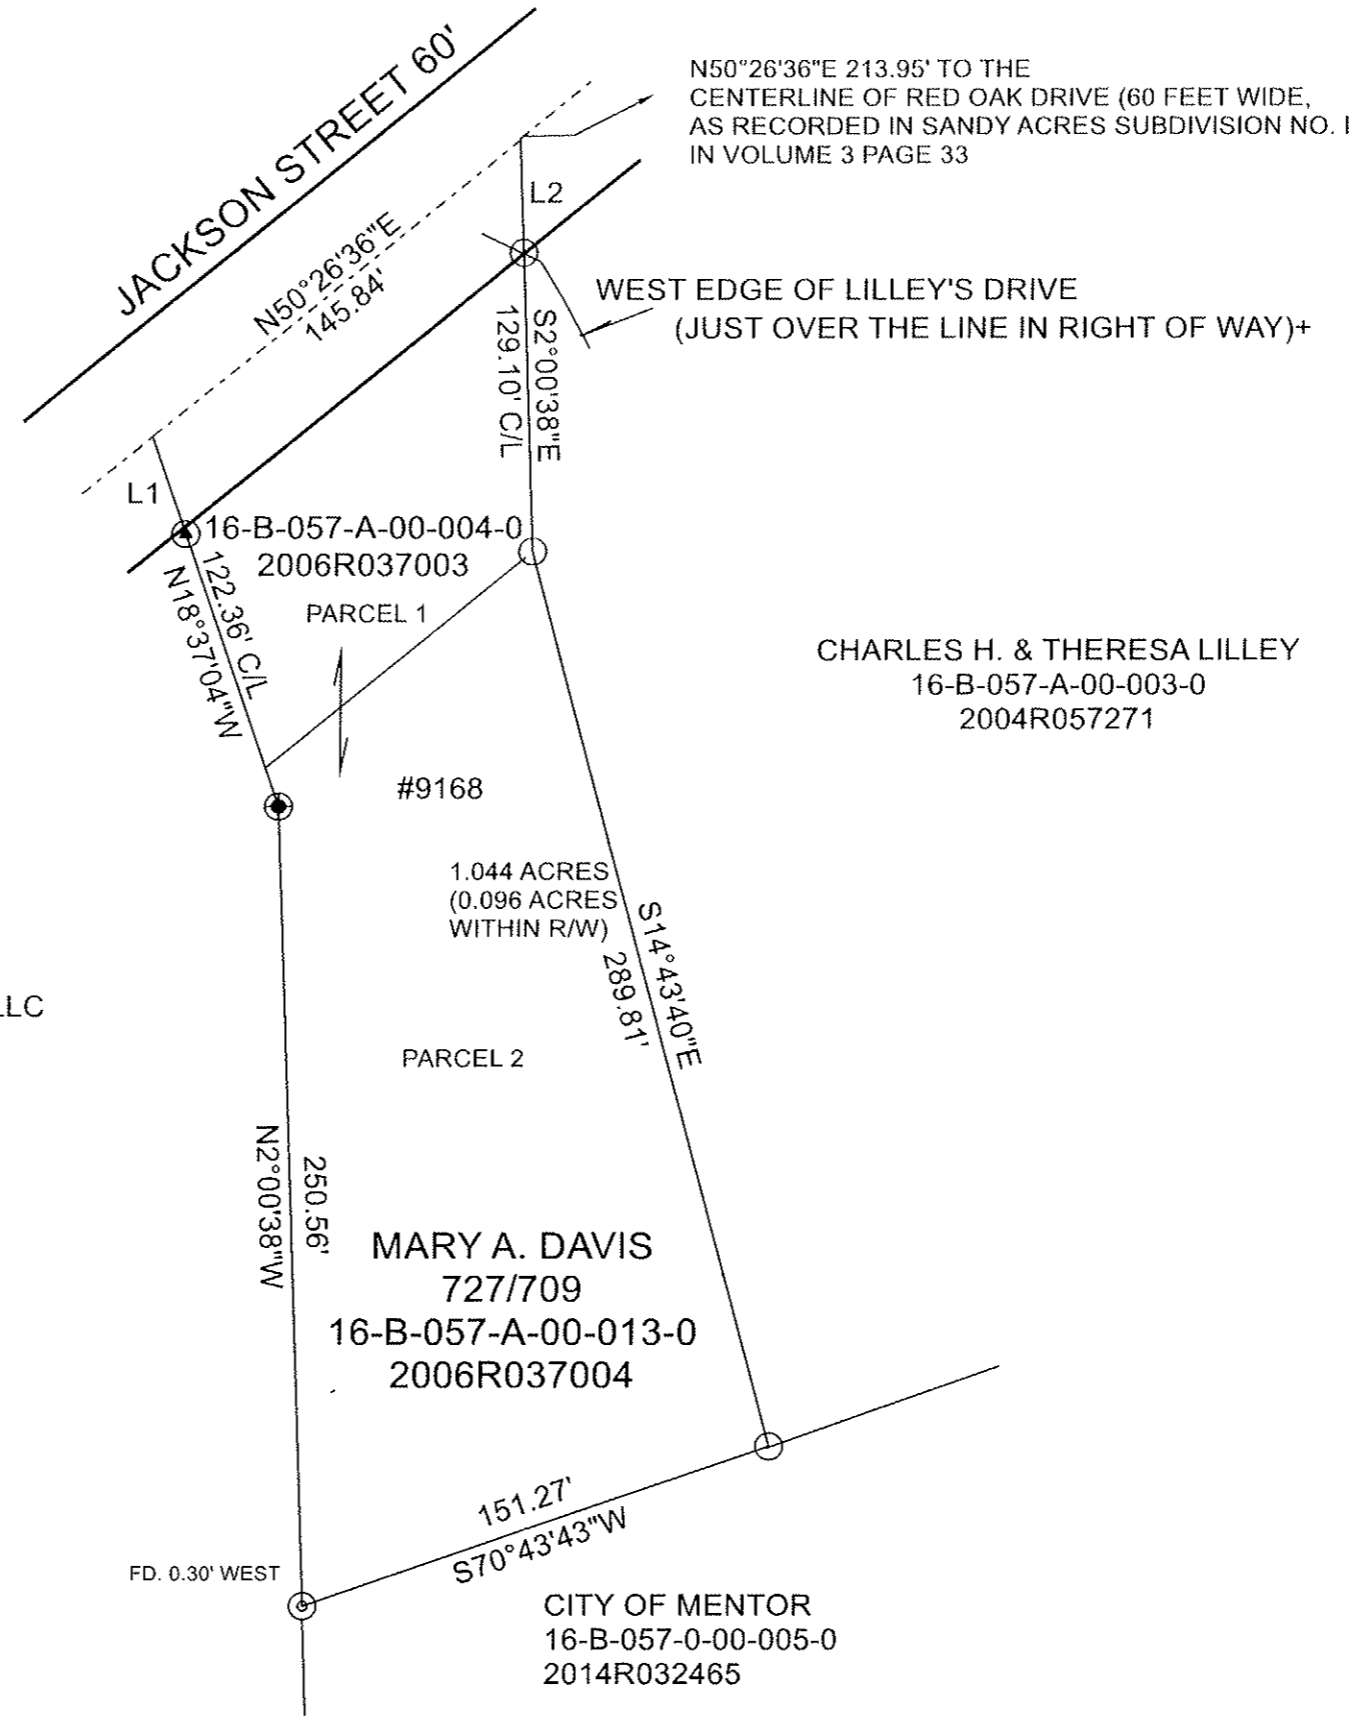 JACKSON STREET 60'
N50°26'36"E 213.95' TO THE
CENTERLINE OF RED OAK DRIVE (60 FEET WIDE,
AS RECORDED IN SANDY ACRES SUBDIVISION NO.
IN VOLUME 3 PAGE 33
L2
N50°26'36"E
145.84'
WEST EDGE OF LILLEY'S DRIVE
(JUST OVER THE LINE IN RIGHT OF WAY)+
S2°00'38"E
129.10' C/L
L1
16-B-057-A-00-004-0
2006R037003
122.36' C/L
N18°37'04"W
PARCEL 1
CHARLES H. & THERESA LILLEY
16-B-057-A-00-003-0
2004R057271
#9168
1.044 ACRES
(0.096 ACRES
WITHIN R/W)
S14°43'40"E
289.81'
LLC
PARCEL 2
250.56'
N2°00'38"W
MARY A. DAVIS
727/709
16-B-057-A-00-013-0
2006R037004
151.27'
S70°43'43"W
FD. 0.30' WEST
CITY OF MENTOR
16-B-057-0-00-005-0
2014R032465